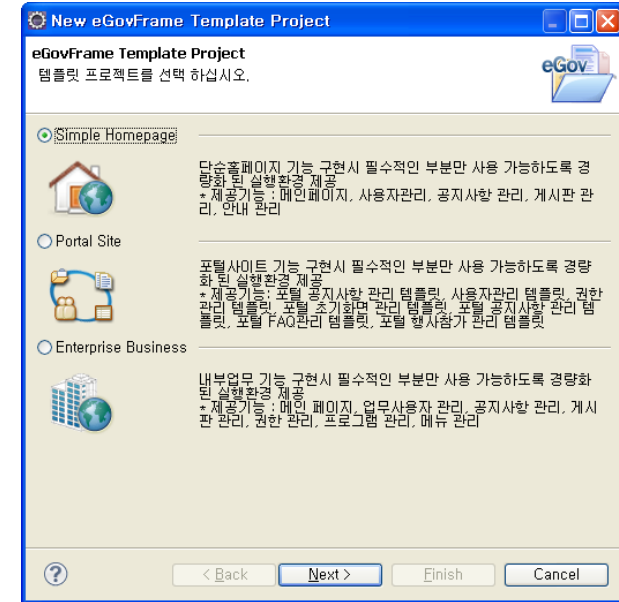 New eGovFrame Template Project
eGovFrame Template Project
템플릿 프로젝트를 선택 하십시오.
eGov
Simple Homepage
단순홈페이지 기능 구현시 필수적인 부분만 사용 가능하도록 경
량화 된 실행환경 제공
* 제공기능 : 메인페이지, 사용자관리, 공지사항 관리, 게시판 관
리, 안내 관리
Portal Site
포털사이트 기능 구현시 필수적인 부분만 사용 가능하도록 경량
화 된 실행환경 제공
* 제공기능: 포털 공지사항 관리 템플릿, 사용자관리 템플릿, 권한
관리 템플릿, 포털 초기화면 관리 템플릿, 포털 공지사항 관리 템
플릿, 포털 FAQ관리 템플릿, 포털 행사참가 관리 템플릿
Enterprise Business
내부업무 기능 구현시 필수적인 부분만 사용 가능하도록 경량화
된 실행환경 제공
* 제공기능 : 메인 페이지, 업무사용자 관리, 공지사항 관리, 게시
판 관리, 권한 관리, 프로그램 관리, 메뉴 관리
? < Back Next > Finish Cancel